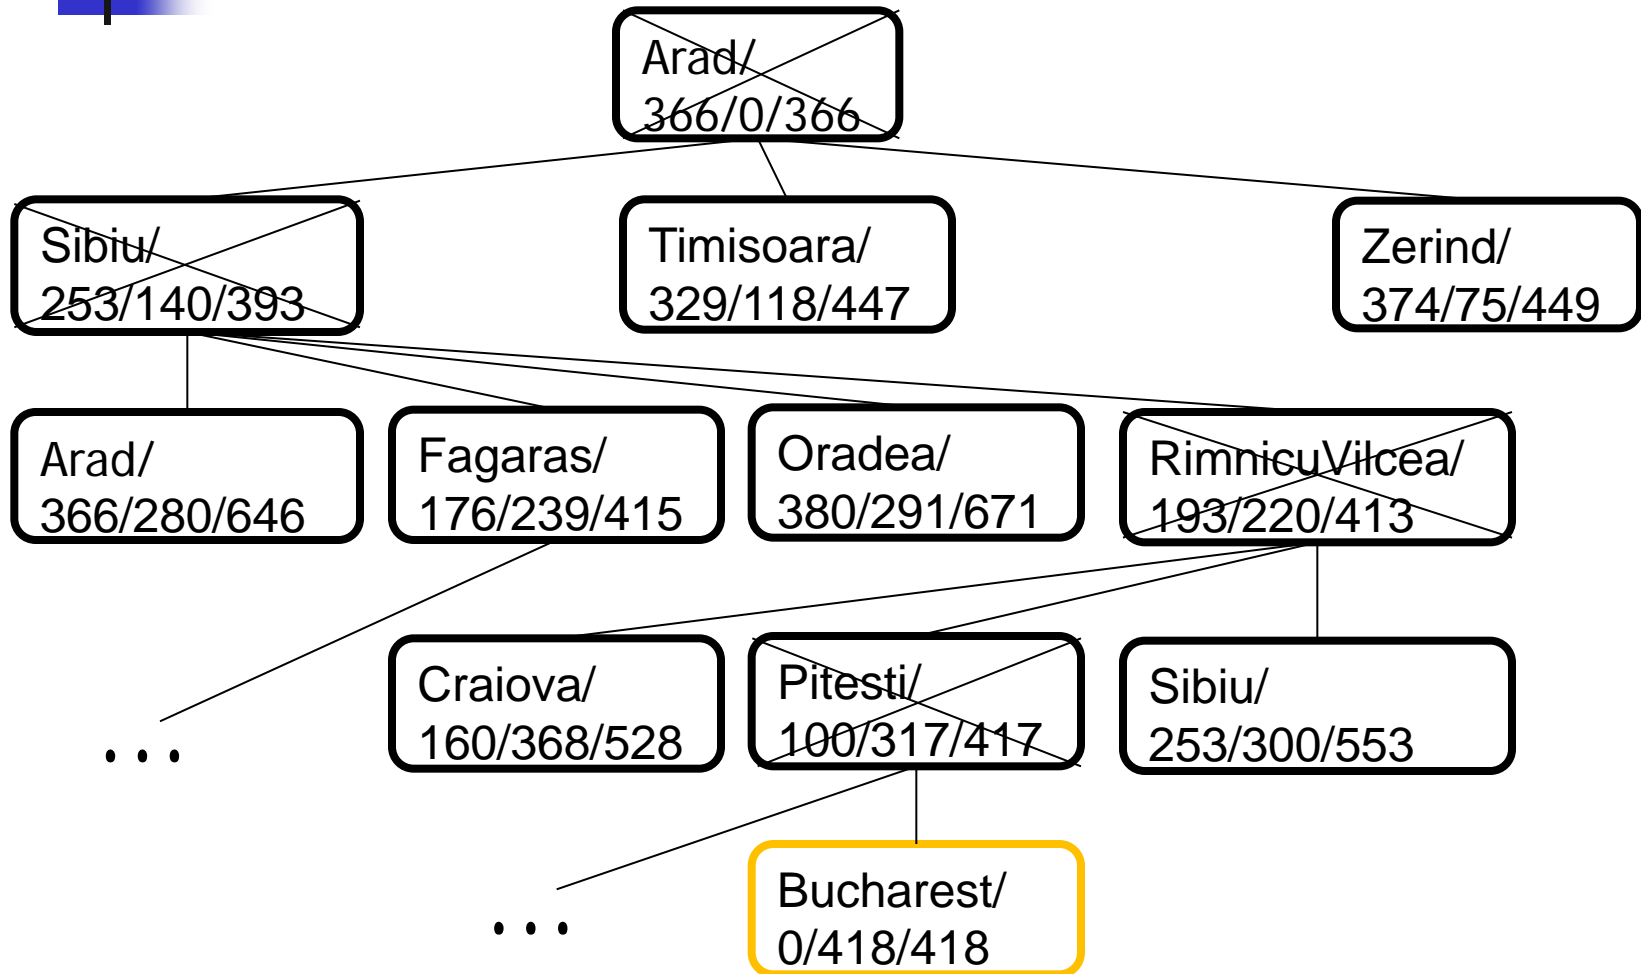 Arad/
366/0/366
Sibiu/
253/140/393
Timisoara/
329/118/447
Zerind/
374/75/449
Arad/
366/280/646
Fagaras/
176/239/415
Oradea/
380/291/671
RimnicuVilcea/
193/220/413
Craiova/
160/368/528
Pitesti/
100/317/417
Sibiu/
253/300/553
...
Bucharest/
0/418/418
...